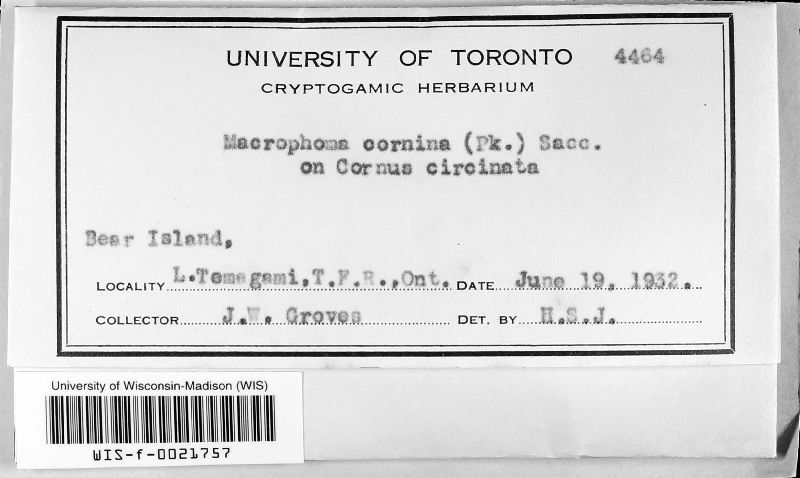 UNIVERSITY OF TORONTO 4464
CRYPTOGAMIC HERBARIUM
Macrophoma cornina (Pk.) Sacc.
on Cornus circinata
Bear Island,
LOCALITY L.Temagami,T.F.R.,Ont. DATE June 19, 1932.
COLLECTOR J.W. Groves DET. BY H.S.J.
University of Wisconsin-Madison (WIS)
WIS-f-0021757